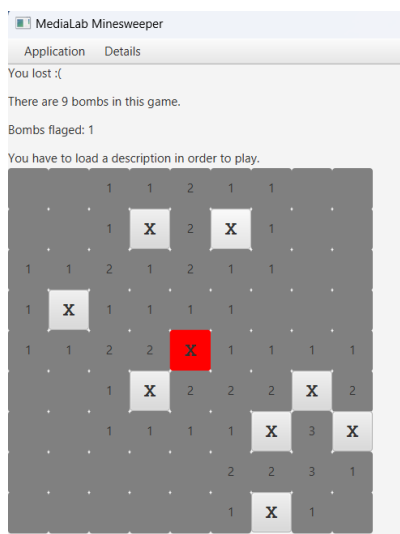 MediaLab Minesweeper
Application Details
You lost :(
There are 9 bombs in this game.
Bombs flaged: 1
You have to load a description in order to play.
1 1 2 1 1
1 X 2 X 1
1 1 2 1 2 1 1
1 X 1 1 1 1
1 1 2 2 X 1 1 1 1
1 X 2 2 2 X 2
1 1 1 1 X 3 X
2 2 3 1
1 X 1